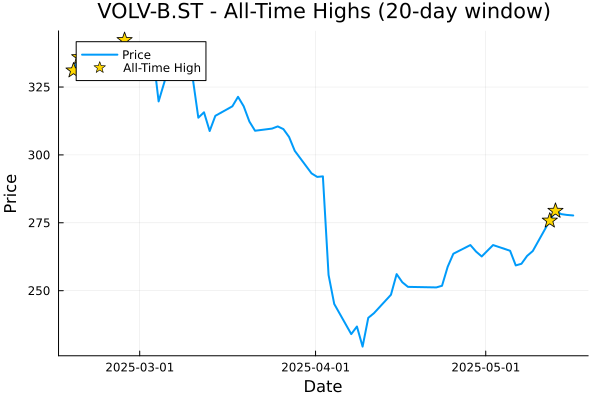 VOLV-B.ST - All-Time Highs (20-day window)
Price
All-Time High
325
300
275
250
Price
2025-03-01
2025-04-01
2025-05-01
Date